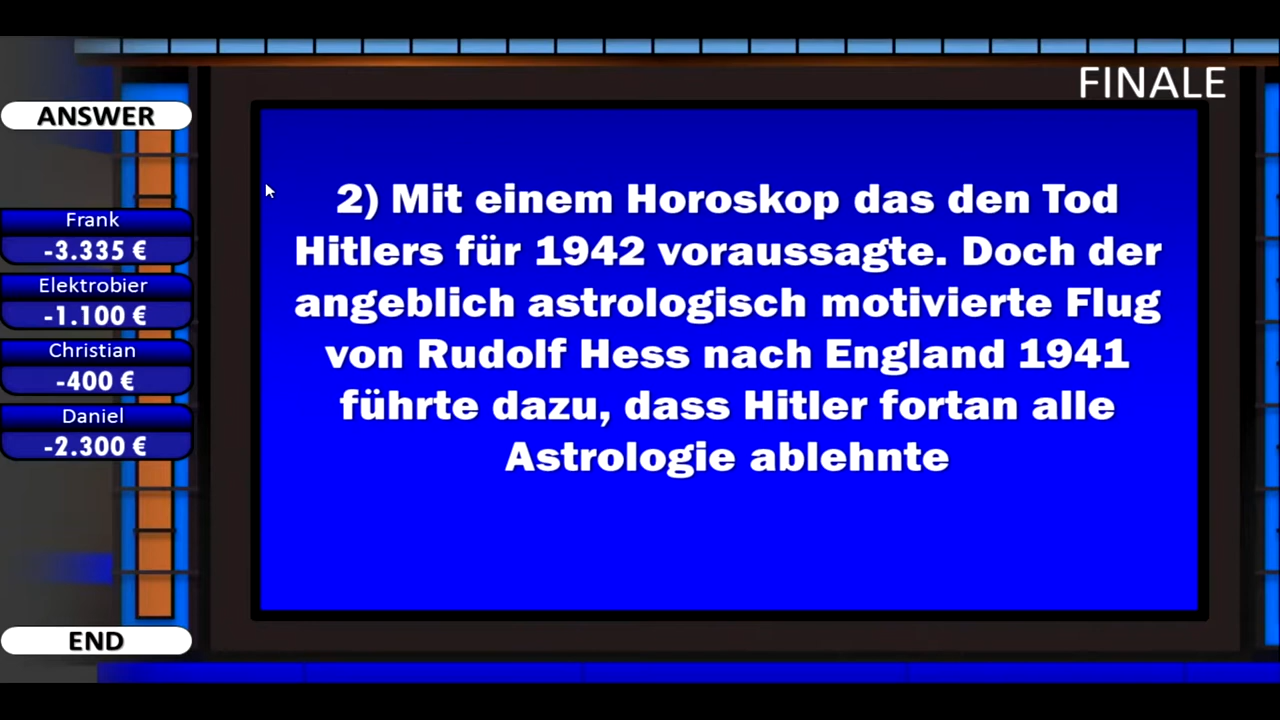 FINALE
ANSWER
Frank
-3.335 €
Elektrobier
-1.100 €
Christian
-400 €
Daniel
-2.300 €
END
2) Mit einem Horoskop das den Tod
Hitlers für 1942 voraussagte. Doch der
angeblich astrologisch motivierte Flug
von Rudolf Hess nach England 1941
führte dazu, dass Hitler fortan alle
Astrologie ablehnte